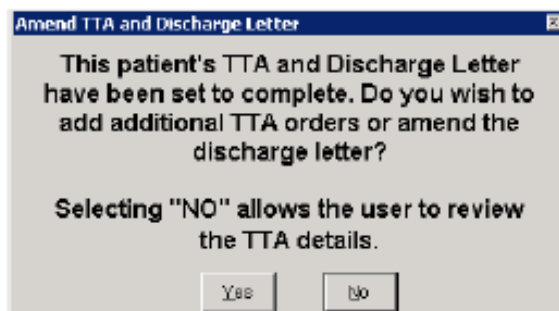 Amend TTA and Discharge Letter
This patient's TTA and Discharge Letter
have been set to complete. Do you wish to
add additional TTA orders or amend the
discharge letter?
Selecting "NO" allows the user to review
the TTA details.
Yes No